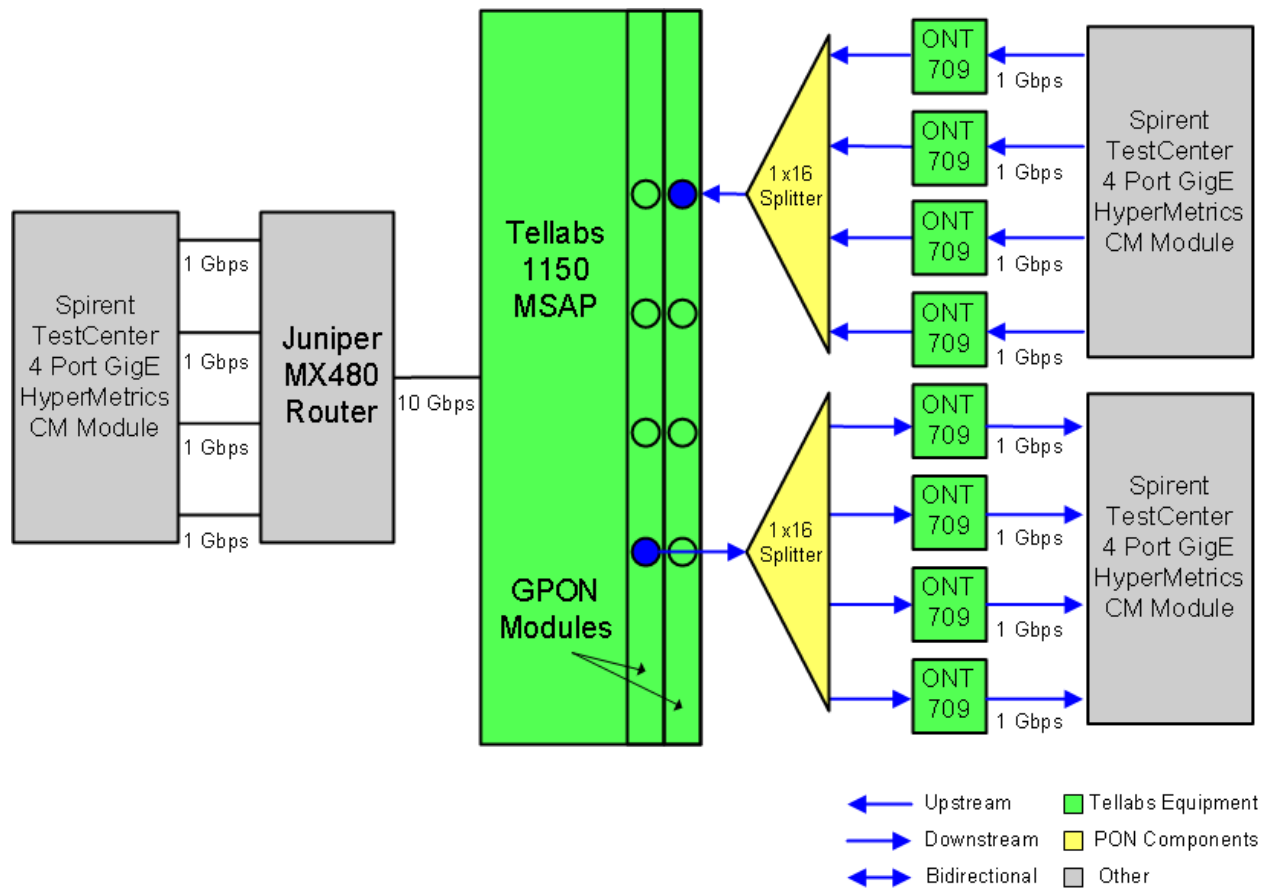 Spirent
TestCenter
4 Port GigE
HyperMetrics
CM Module
1 Gbps
1 Gbps
1 Gbps
1 Gbps
Juniper
MX480
Router
10 Gbps
Tellabs
1150
MSAP
GPON
Modules
1x16
Splitter
ONT
709
1 Gbps
ONT
709
1 Gbps
ONT
709
1 Gbps
ONT
709
1 Gbps
Spirent
TestCenter
4 Port GigE
HyperMetrics
CM Module
1x16
Splitter
ONT
709
1 Gbps
ONT
709
1 Gbps
ONT
709
1 Gbps
ONT
709
1 Gbps
Spirent
TestCenter
4 Port GigE
HyperMetrics
CM Module
Upstream
Tellabs Equipment
Downstream
PON Components
Bidirectional
Other